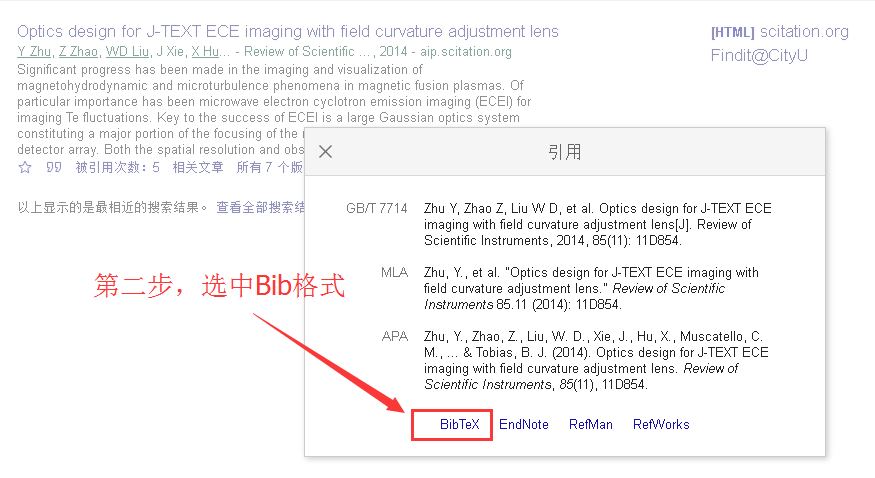 Optics design for J-TEXT ECE imaging with field curvature adjustment lens
[HTML] scitation.org
Y Zhu, Z Zhao, WD Liu, J Xie, X Hu... - Review of Scientific ..., 2014 - aip.scitation.org
Findit@CityU
Significant progress has been made in the imaging and visualization of
magnetohydrodynamic and microturbulence phenomena in magnetic fusion plasmas. Of
particular importance has been microwave electron cyclotron emission imaging (ECEI) for
imaging Te fluctuations. Key to the success of ECEI is a large Gaussian optics system
constituting a major portion of the focusing of the
detector array. Both the spatial resolution and
被引用次数：5 相关文章 所有 7 个版
以上显示的是最相近的搜索结果。 查看全部搜索结
引用
GB/T 7714
Zhu Y, Zhao Z, Liu W D, et al. Optics design for J-TEXT ECE
imaging with field curvature adjustment lens[J]. Review of
Scientific Instruments, 2014, 85(11): 11D854.
MLA
Zhu, Y., et al. "Optics design for J-TEXT ECE imaging with
field curvature adjustment lens." Review of Scientific
Instruments 85.11 (2014): 11D854.
APA
Zhu, Y., Zhao, Z., Liu, W. D., Xie, J., Hu, X., Muscatello, C.
M., ... & Tobias, B. J. (2014). Optics design for J-TEXT ECE
imaging with field curvature adjustment lens. Review of
Scientific Instruments, 85(11), 11D854.
第二步，选中Bib格式
BibTeX EndNote RefMan RefWorks